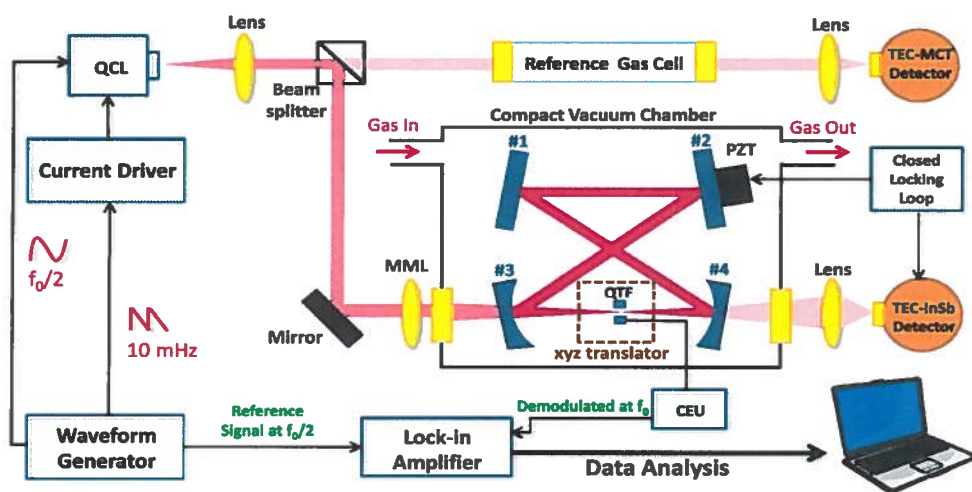 Lens
QCL
Beam
splitter
Reference Gas Cell
Lens
TEC-MCT
Detector
Compact Vacuum Chamber
Gas In
Gas Out
#1
#2
PZT
Current Driver
Closed
Locking
Loop
f₀/2
MML
#3
#4
Lens
QTF
TEC-InSb
Detector
10 mHz
Mirror
xyz translator
Waveform
Generator
Reference
Signal at f₀/2
Lock-in
Amplifier
Demodulated at f₀
CEU
Data Analysis